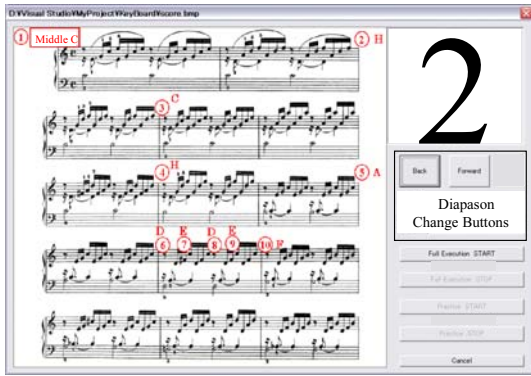 D:¥Visual Studio¥MyProject¥KeyBoard¥score.bmp
1 Middle C
2 H
2
3 C
4 H
5 A
D E D E
6 7 8 9 10 F
Back Forward
Diapason
Change Buttons
Full Execution START
Full Execution STOP
Practice START
Practice STOP
Cancel